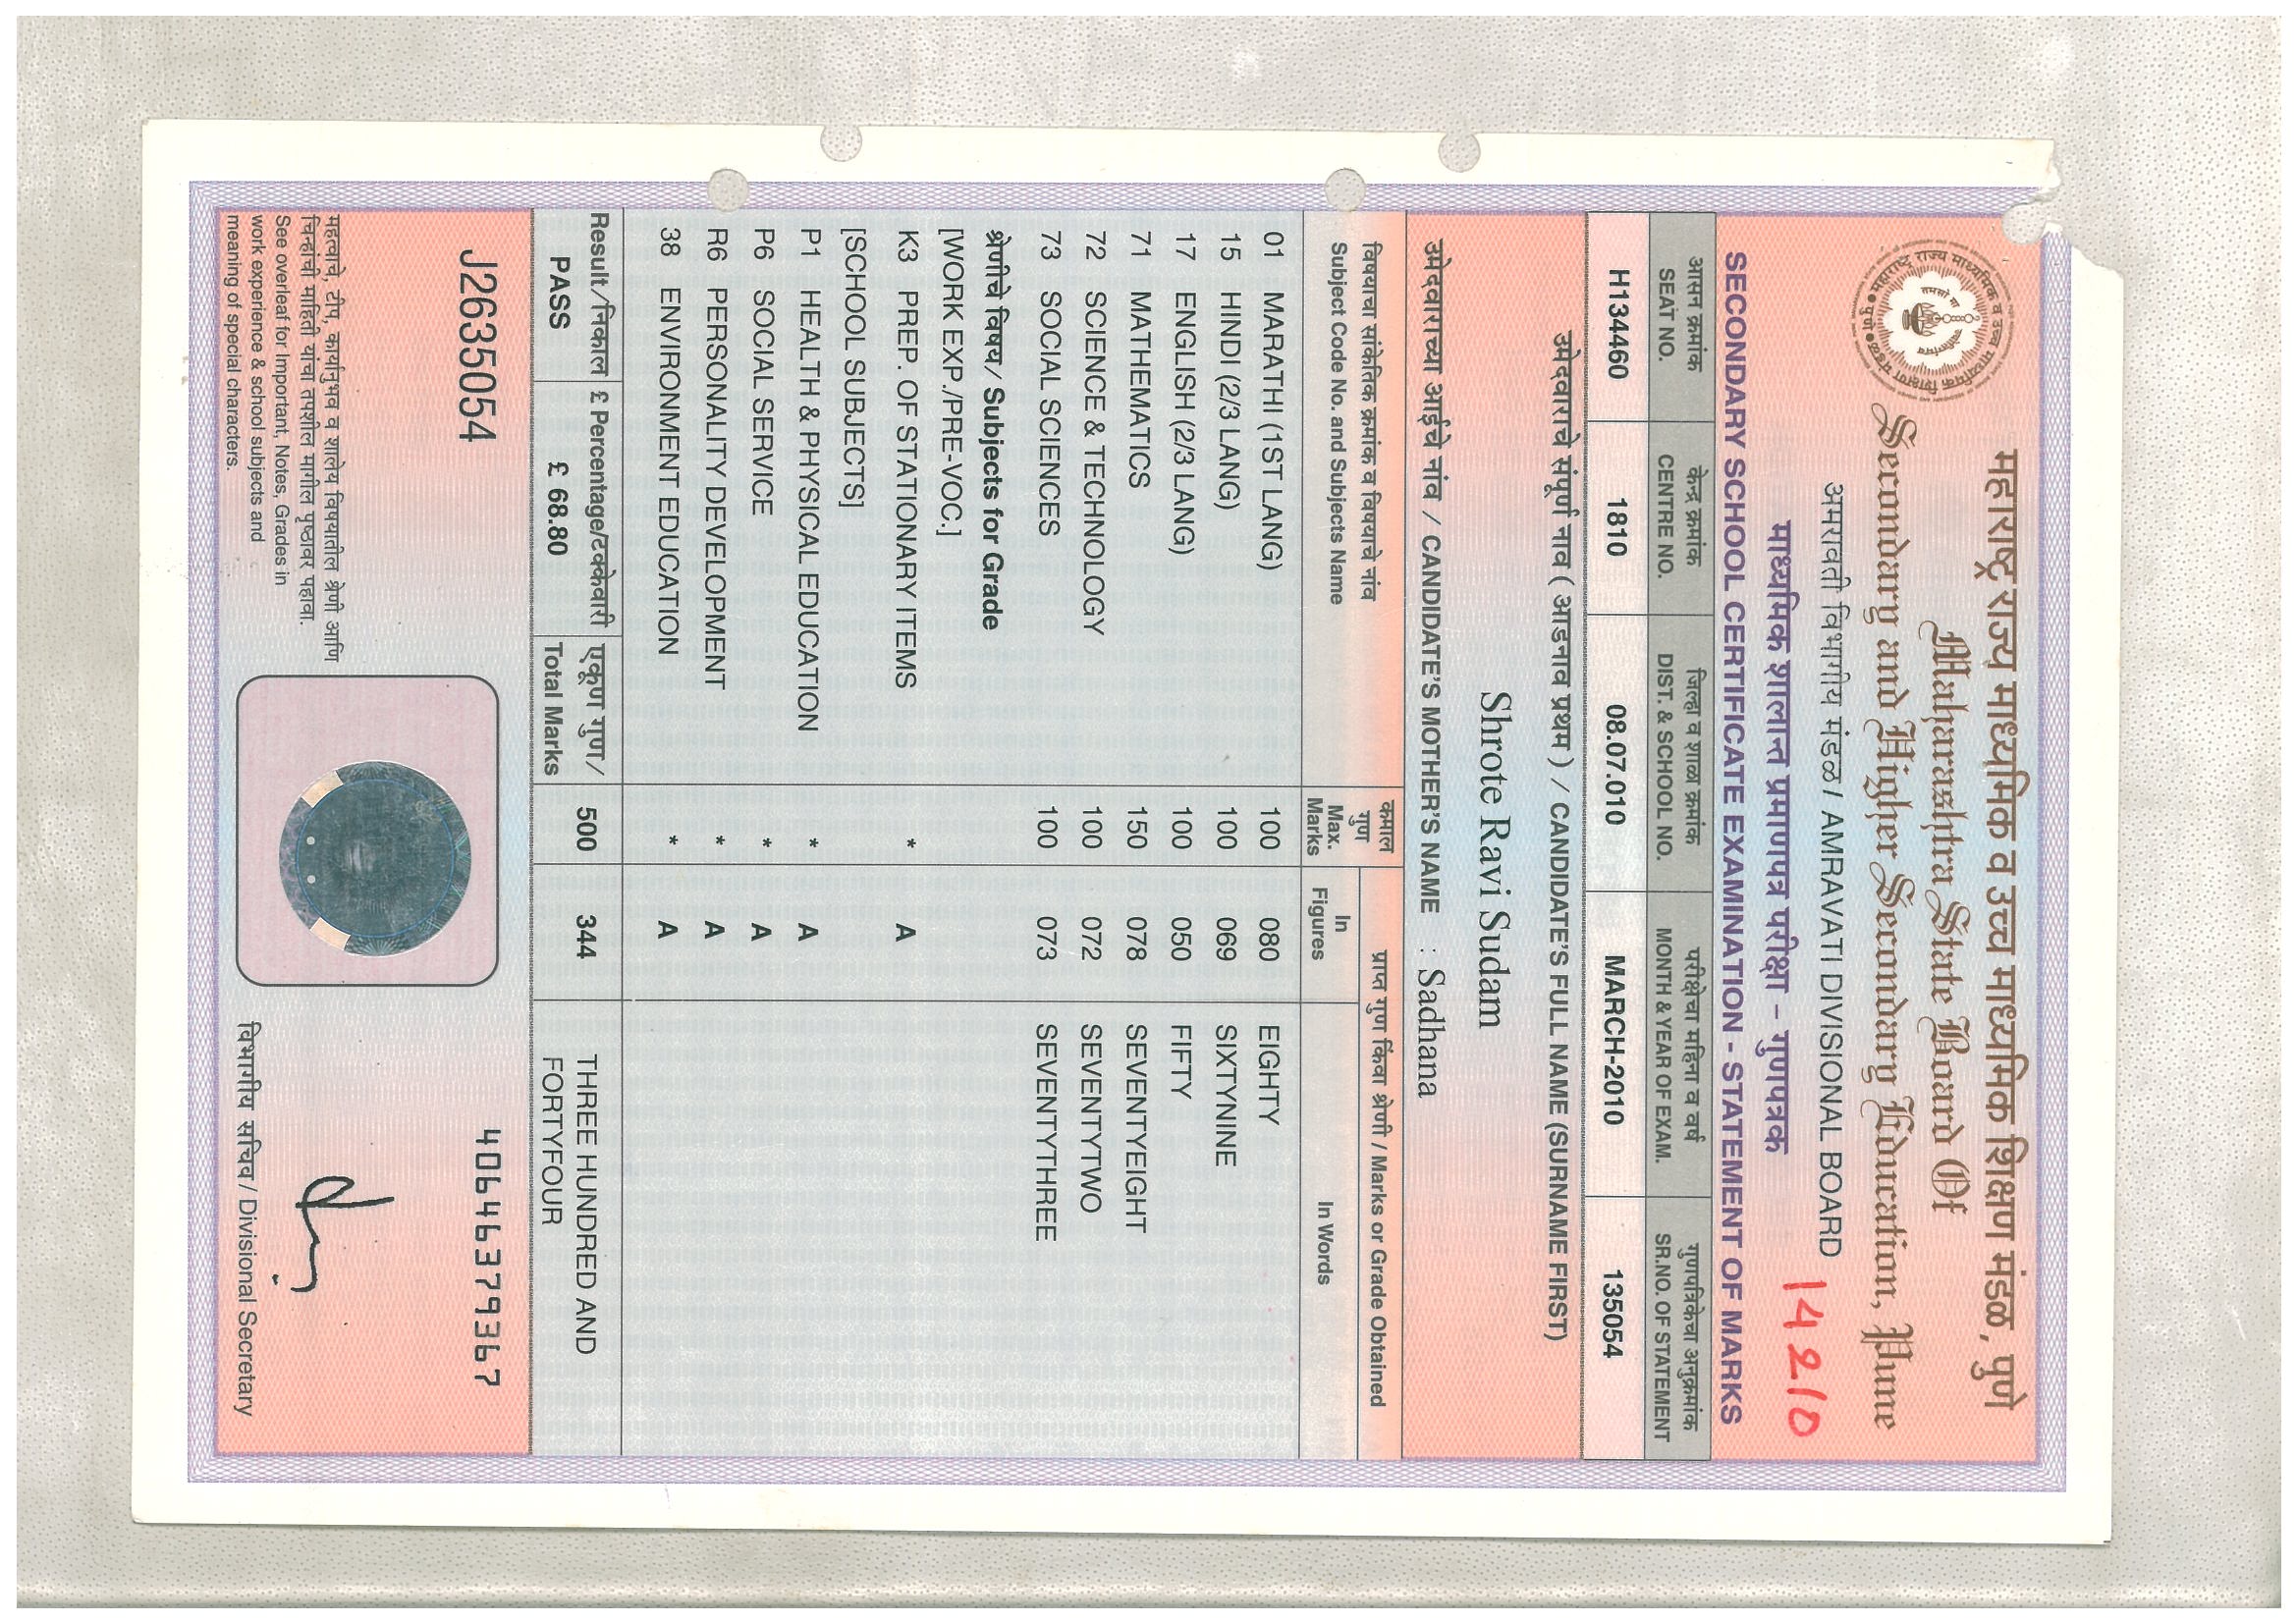 महाराष्ट्र राज्य माध्यमिक व उच्च माध्यमिक शिक्षण मंडळ, पुणे
Maharashtra State Board Of
Secondary and Higher Secondary Education, Pune
अमरावती विभागीय मंडळ / AMRAVATI DIVISIONAL BOARD
14210
माध्यमिक शालान्त प्रमाणपत्र परीक्षा - गुणपत्रक
SECONDARY SCHOOL CERTIFICATE EXAMINATION - STATEMENT OF MARKS
आसन क्रमांक केन्द्र क्रमांक जिल्हा व शाळा क्रमांक परीक्षेचा महिना व वर्ष गुणपत्रिकेचा अनुक्रमांक
SEAT NO. CENTRE NO. DIST. & SCHOOL NO. MONTH & YEAR OF EXAM. SR.NO. OF STATEMENT
H134460 1810 08.07.010 MARCH-2010 135054
उमेदवाराचे संपूर्ण नाव ( आडनाव प्रथम ) / CANDIDATE'S FULL NAME (SURNAME FIRST)
Shrote Ravi Sudam
उमेदवाराच्या आईचे नांव / CANDIDATE'S MOTHER'S NAME : Sadhana
विषयाचा सांकेतिक क्रमांक व विषयाचे नांव
Subject Code No. and Subjects Name
कमाल
गुण
Max.
Marks
प्राप्त गुण किंवा श्रेणी / Marks or Grade Obtained
In
Figures
In Words
01 MARATHI (1ST LANG) 100 080 EIGHTY
15 HINDI (2/3 LANG) 100 069 SIXTYNINE
17 ENGLISH (2/3 LANG) 100 050 FIFTY
71 MATHEMATICS 150 078 SEVENTYEIGHT
72 SCIENCE & TECHNOLOGY 100 072 SEVENTYTWO
73 SOCIAL SCIENCES 100 073 SEVENTYTHREE
श्रेणीचे विषय/ Subjects for Grade
[WORK EXP./PRE-VOC.]
K3 PREP. OF STATIONARY ITEMS * A
[SCHOOL SUBJECTS]
P1 HEALTH & PHYSICAL EDUCATION * A
P6 SOCIAL SERVICE * A
R6 PERSONALITY DEVELOPMENT * A
38 ENVIRONMENT EDUCATION * A
Result/निकाल £ Percentage/टक्केवारी एकूण गुण/ 500 344 THREE HUNDRED AND
PASS £ 68.80 Total Marks FORTYFOUR
J2635054
40646379367
महत्वाचे, टीप, कार्यानुभव व शालेय विषयातील श्रेणी आणि
चिन्हांची माहिती यांचा तपशील मागील पृष्ठावर पहावा.
See overleaf for Important, Notes, Grades in
work experience & school subjects and
meaning of special characters.
विभागीय सचिव / Divisional Secretary